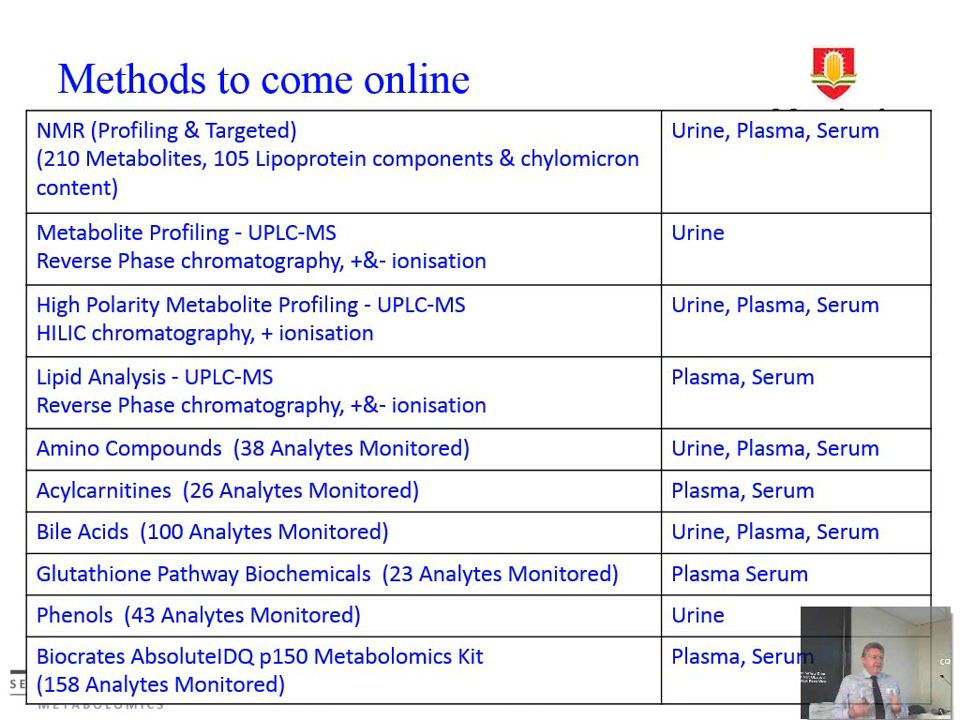 Methods to come online
NMR (Profiling & Targeted)
(210 Metabolites, 105 Lipoprotein components & chylomicron
content)
Urine, Plasma, Serum
Metabolite Profiling - UPLC-MS
Reverse Phase chromatography, +&- ionisation
Urine
High Polarity Metabolite Profiling - UPLC-MS
HILIC chromatography, + ionisation
Urine, Plasma, Serum
Lipid Analysis - UPLC-MS
Reverse Phase chromatography, +&- ionisation
Plasma, Serum
Amino Compounds (38 Analytes Monitored)
Urine, Plasma, Serum
Acylcarnitines (26 Analytes Monitored)
Plasma, Serum
Bile Acids (100 Analytes Monitored)
Urine, Plasma, Serum
Glutathione Pathway Biochemicals (23 Analytes Monitored)
Plasma Serum
Phenols (43 Analytes Monitored)
Urine
Biocrates AbsoluteIDQ p150 Metabolomics Kit
(158 Analytes Monitored)
Plasma, Serum
SE
METABOLOMICS
CO